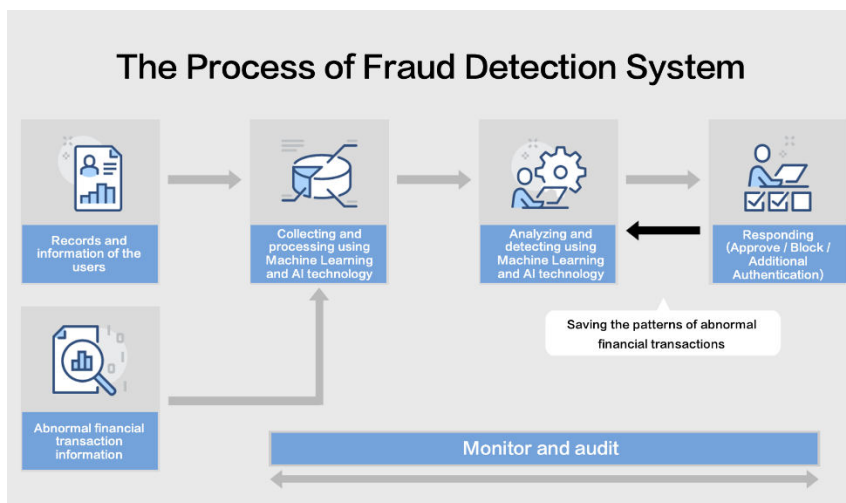 The Process of Fraud Detection System
Records and
information of the
users
Collecting and
processing using
Machine Learning
and AI technology
Analyzing and
detecting using
Machine Learning
and AI technology
Responding
(Approve / Block /
Additional
Authentication)
Saving the patterns of abnormal
financial transactions
Abnormal financial
transaction
information
Monitor and audit